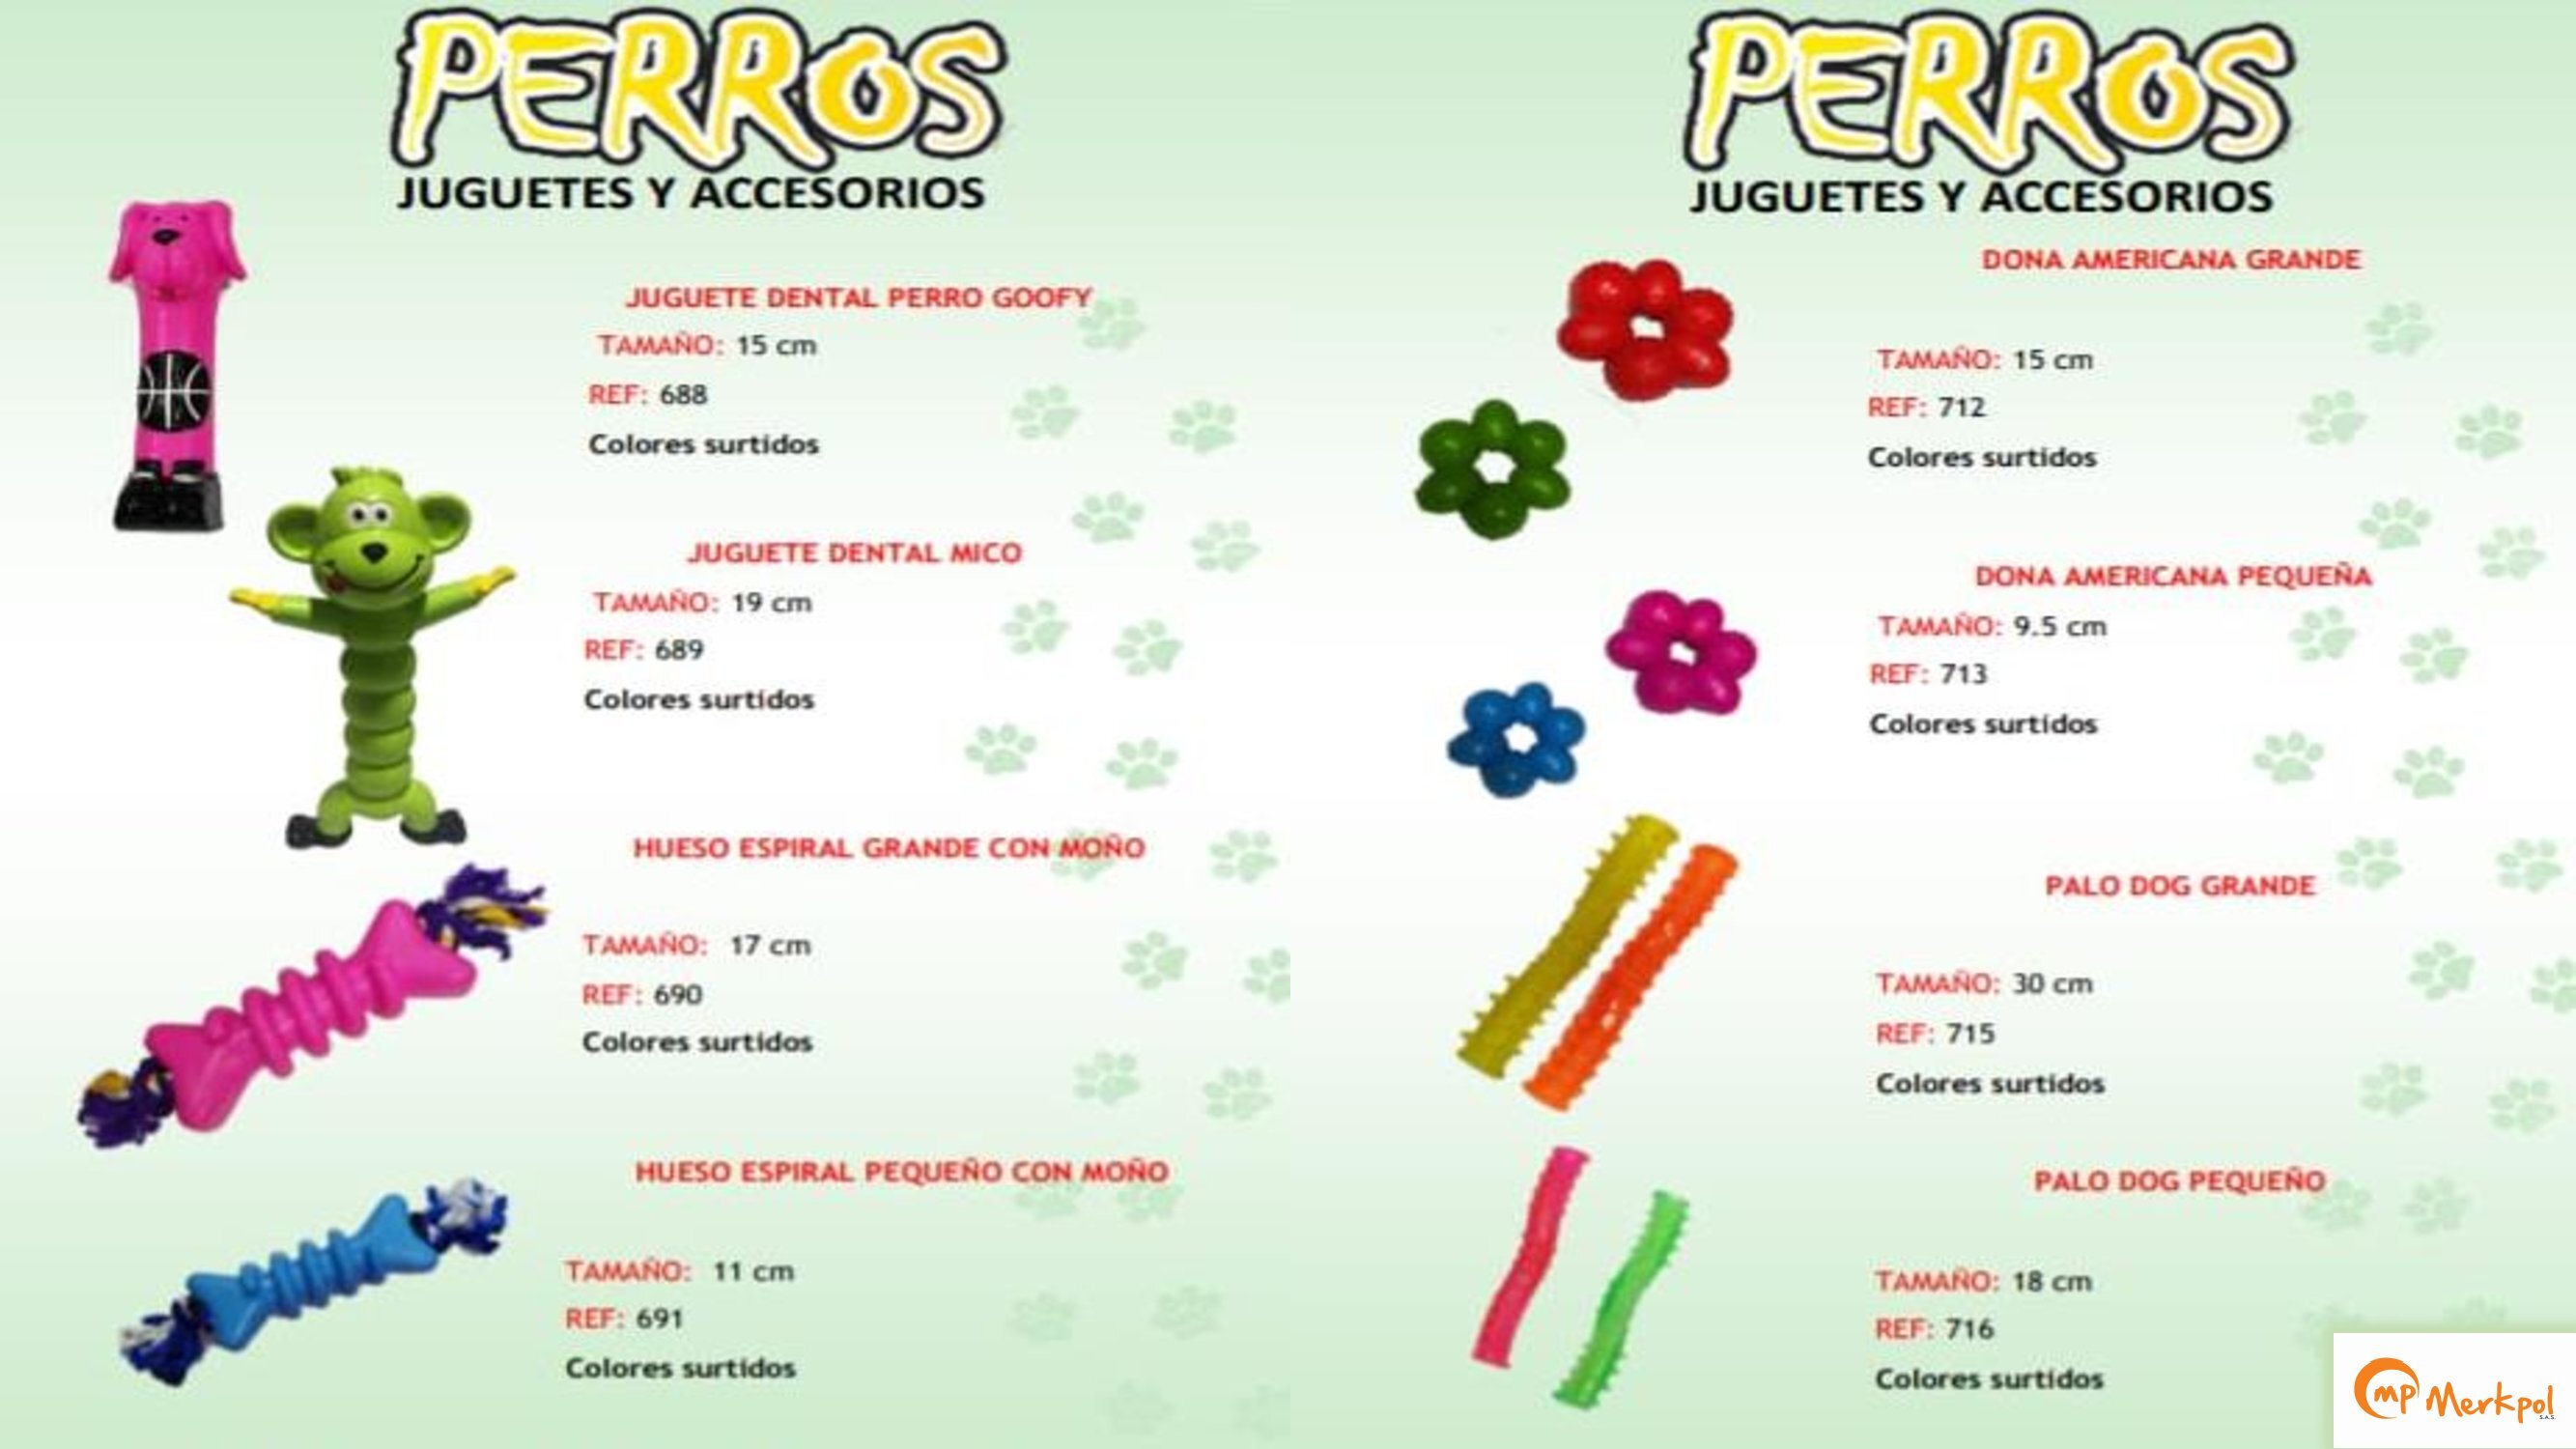 PERROS
JUGUETES Y ACCESORIOS
JUGUETE DENTAL PERRO GOOFY
TAMAÑO: 15 cm
REF: 688
Colores surtidos
JUGUETE DENTAL MICO
TAMAÑO: 19 cm
REF: 689
Colores surtidos
HUESO ESPIRAL GRANDE CON MOÑO
TAMAÑO: 17 cm
REF: 690
Colores surtidos
HUESO ESPIRAL PEQUEÑO CON MOÑO
TAMAÑO: 11 cm
REF: 691
Colores surtidos
PERROS
JUGUETES Y ACCESORIOS
DONA AMERICANA GRANDE
TAMAÑO: 15 cm
REF: 712
Colores surtidos
DONA AMERICANA PEQUEÑA
TAMAÑO: 9.5 cm
REF: 713
Colores surtidos
PALO DOG GRANDE
TAMAÑO: 30 cm
REF: 715
Colores surtidos
PALO DOG PEQUEÑO
TAMAÑO: 18 cm
REF: 716
Colores surtidos
mp Merkpol
S.A.S.